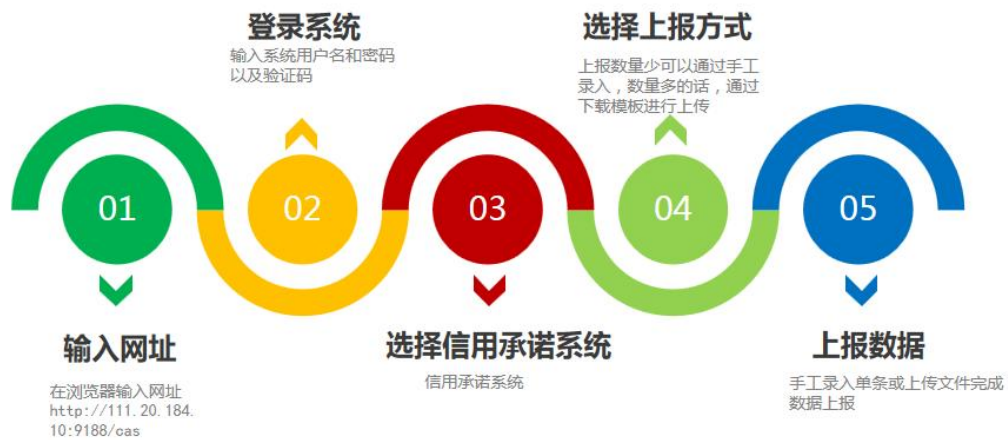 01
输入网址
在浏览器输入网址
http://111.20.184.
10:9188/cas
登录系统
输入系统用户名和密码
以及验证码
02
03
选择信用承诺系统
信用承诺系统
选择上报方式
上报数量少可以通过手工
录入，数量多的话，通过
下载模板进行上传
04
05
上报数据
手工录入单条或上传文件完成
数据上报